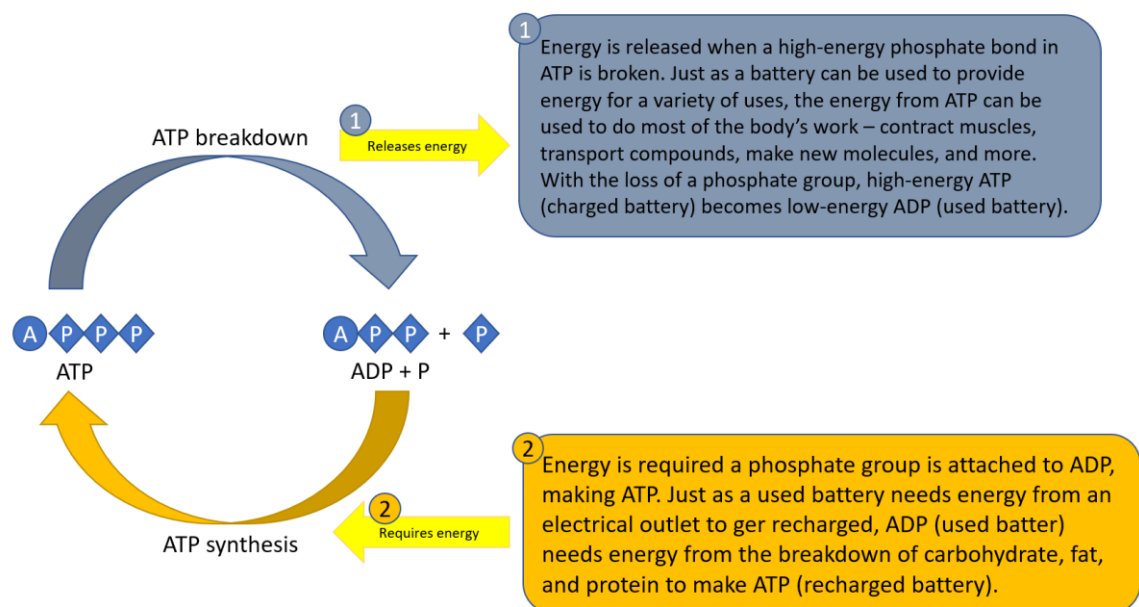 1
Energy is released when a high-energy phosphate bond in
ATP is broken. Just as a battery can be used to provide
energy for a variety of uses, the energy from ATP can be
used to do most of the body's work – contract muscles,
transport compounds, make new molecules, and more.
With the loss of a phosphate group, high-energy ATP
(charged battery) becomes low-energy ADP (used battery).
ATP breakdown
1
Releases energy
A P P P
ATP
A P P + P
ADP + P
2
Requires energy
ATP synthesis
2
Energy is required a phosphate group is attached to ADP,
making ATP. Just as a used battery needs energy from an
electrical outlet to ger recharged, ADP (used batter)
needs energy from the breakdown of carbohydrate, fat,
and protein to make ATP (recharged battery).